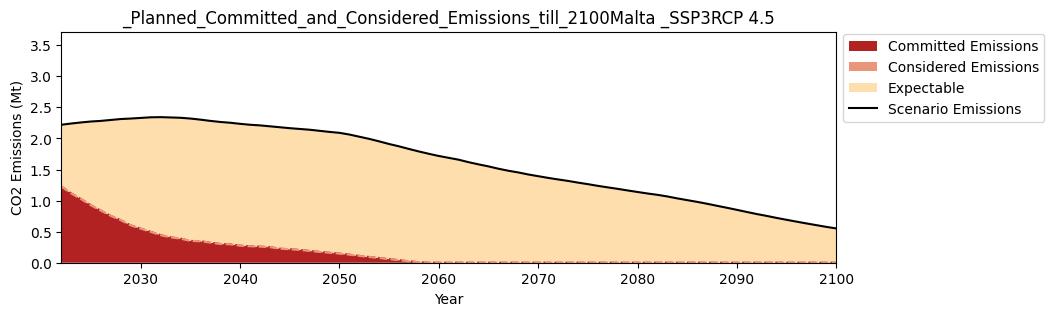 _Planned_Committed_and_Considered_Emissions_till_2100Malta _SSP3RCP 4.5
CO2 Emissions (Mt)
3.5
3.0
2.5
2.0
1.5
1.0
0.5
0.0
2030 2040 2050 2060 2070 2080 2090 2100
Year
Committed Emissions
Considered Emissions
Expectable
Scenario Emissions